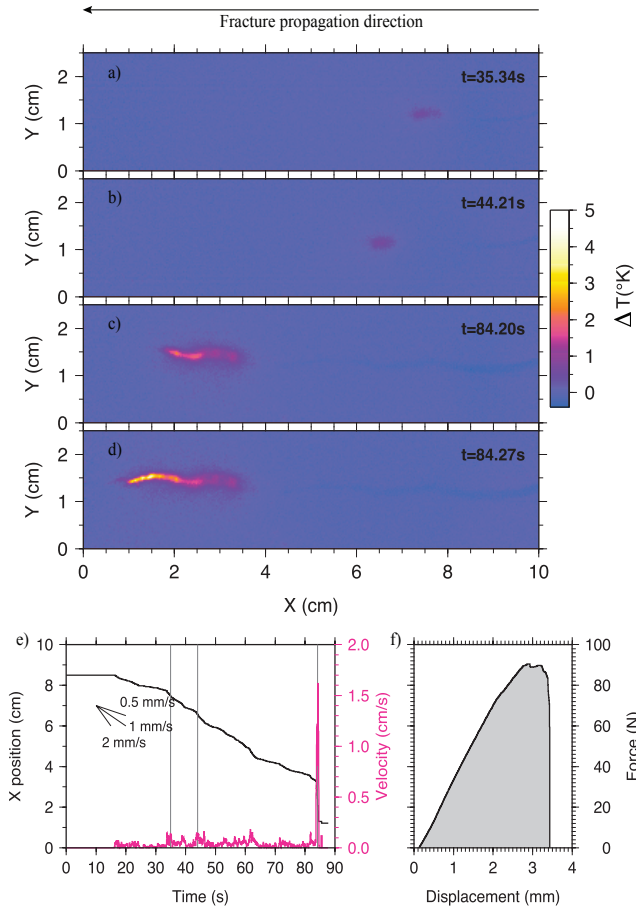 Fracture propagation direction
a)
t=35.34s
2
1
0
Y (cm)
b)
t=44.21s
2
1
0
Y (cm)
c)
t=84.20s
2
1
0
Y (cm)
d)
t=84.27s
2
1
0
Y (cm)
0 2 4 6 8 10
X (cm)
5
4
3
2
1
0
Δ T(°K)
e)
10
8
6
4
2
0
X position (cm)
0.5 mm/s
1 mm/s
2 mm/s
2.0
1.5
1.0
0.5
0.0
Velocity (cm/s)
0 10 20 30 40 50 60 70 80 90
Time (s)
f)
100
80
60
40
20
0
Force (N)
0 1 2 3 4
Displacement (mm)